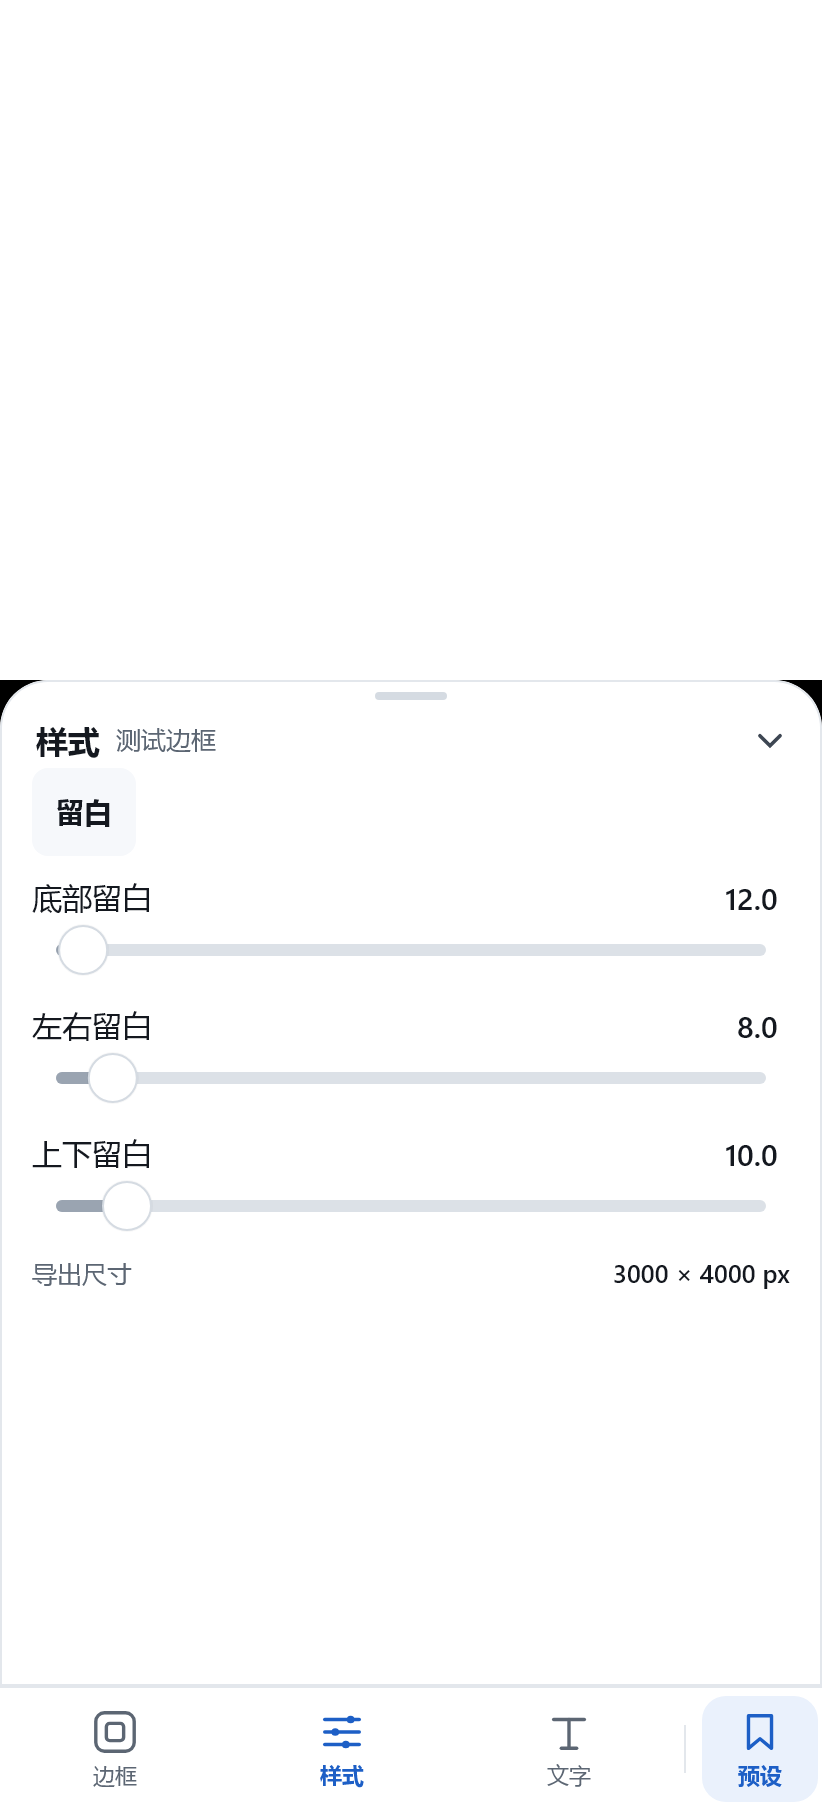 样式 测试边框
留白
底部留白 12.0
左右留白 8.0
上下留白 10.0
导出尺寸 3000 × 4000 px
边框 样式 文字 预设